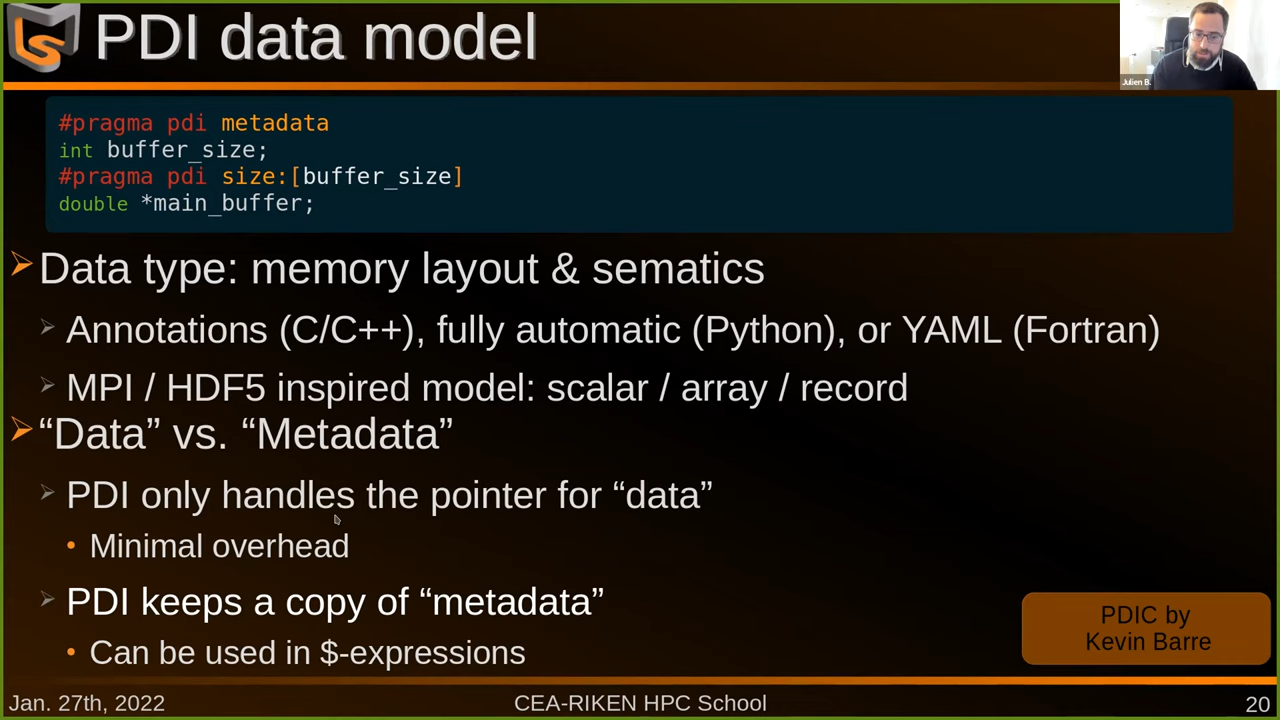 PDI data model
Julien B.
#pragma pdi metadata
int buffer_size;
#pragma pdi size:[buffer_size]
double *main_buffer;
Data type: memory layout & sematics
Annotations (C/C++), fully automatic (Python), or YAML (Fortran)
MPI / HDF5 inspired model: scalar / array / record
“Data” vs. “Metadata”
PDI only handles the pointer for “data”
Minimal overhead
PDI keeps a copy of “metadata”
Can be used in $-expressions
PDIC by
Kevin Barre
Jan. 27th, 2022
CEA-RIKEN HPC School
20